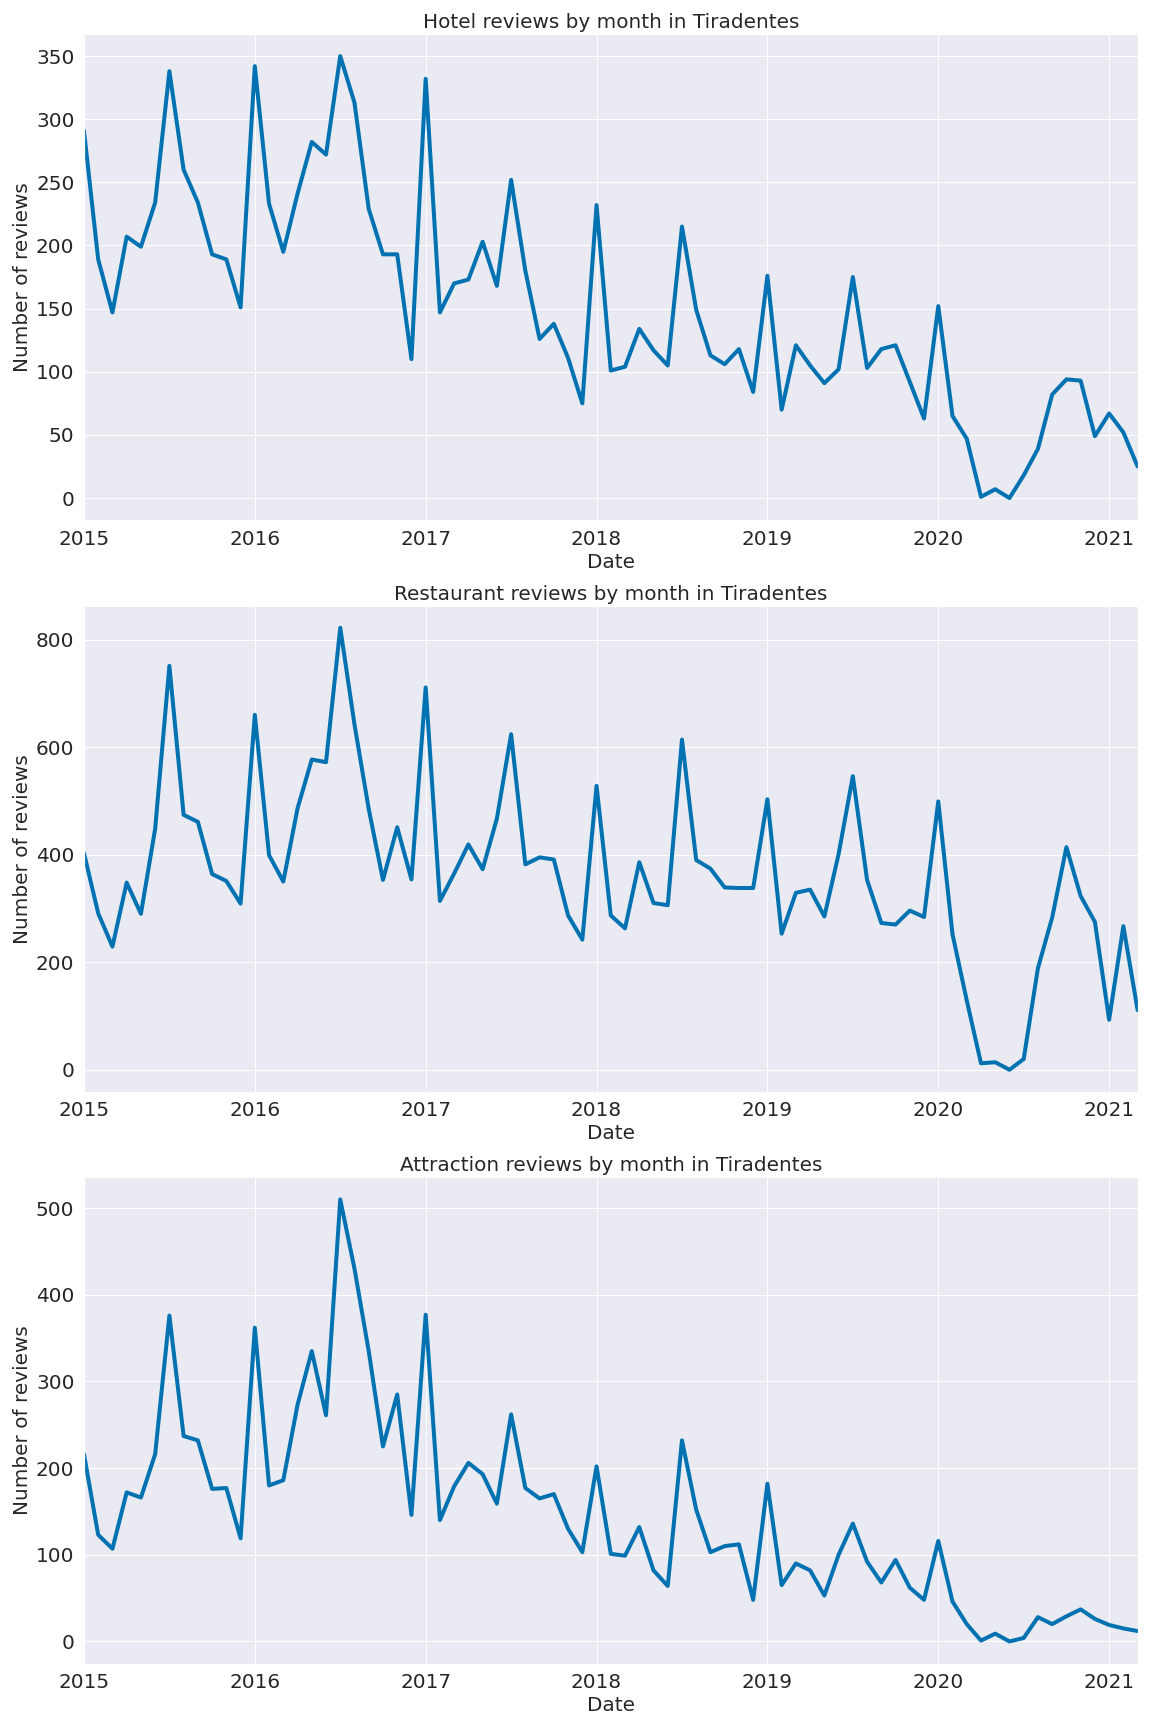 Hotel reviews by month in Tiradentes
350
300
250
200
150
100
50
0
Number of reviews
2015 2016 2017 2018 2019 2020 2021
Date
Restaurant reviews by month in Tiradentes
800
600
400
200
0
Number of reviews
2015 2016 2017 2018 2019 2020 2021
Date
Attraction reviews by month in Tiradentes
500
400
300
200
100
0
Number of reviews
2015 2016 2017 2018 2019 2020 2021
Date